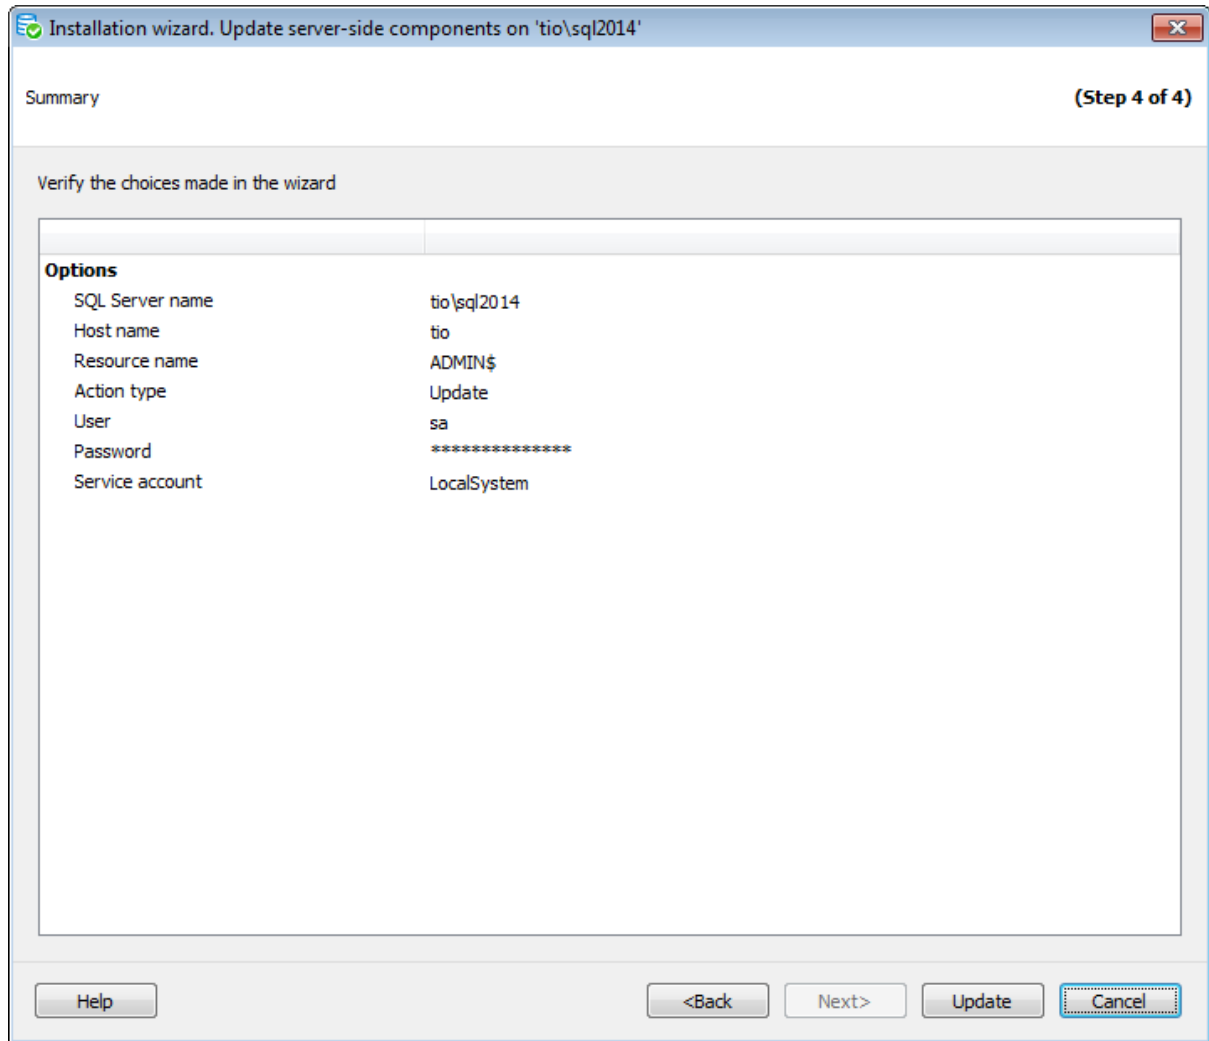 Installation wizard. Update server-side components on 'tio\sql2014'
Summary (Step 4 of 4)
Verify the choices made in the wizard
Options
SQL Server name tio\sql2014
Host name tio
Resource name ADMIN$
Action type Update
User sa
Password **************
Service account LocalSystem
Help <Back Next> Update Cancel